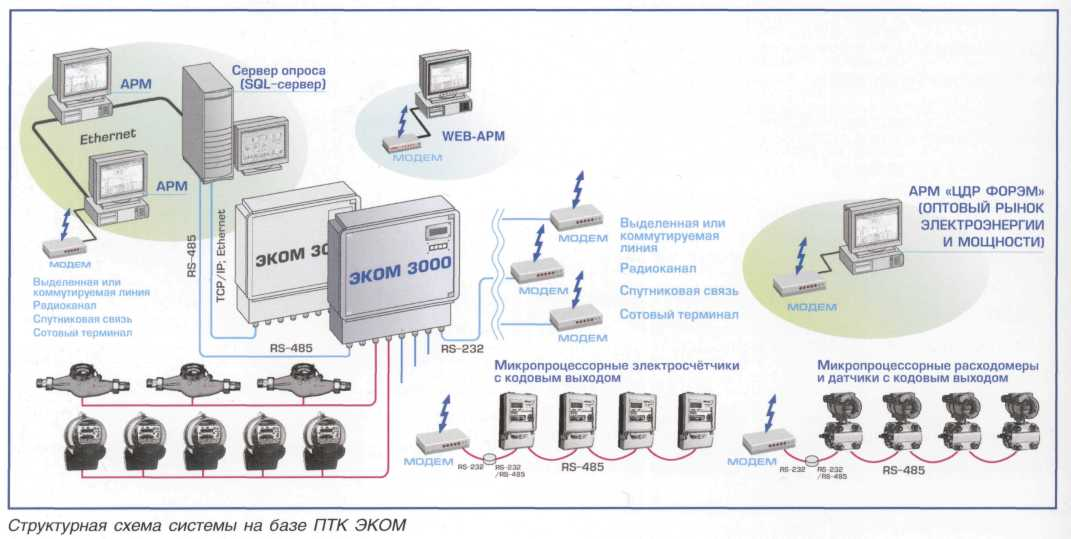 АРМ
Сервер опроса
(SQL-сервер)
Ethernet
АРМ
МОДЕМ
Выделенная или
коммутируемая линия
Радиоканал
Спутниковая связь
Сотовый терминал
WEB-АРМ
МОДЕМ
RS-485
TCP/IP, Ethernet
ЭКОМ 30
ЭКОМ 3000
RS-485
RS-232
МОДЕМ
МОДЕМ
МОДЕМ
Выделенная или
коммутируемая
линия
Радиоканал
Спутниковая связь
Сотовый терминал
АРМ «ЦДР ФОРЭМ»
(ОПТОВЫЙ РЫНОК
ЭЛЕКТРОЭНЕРГИИ
И МОЩНОСТИ)
МОДЕМ
Микропроцессорные электросчётчики
с кодовым выходом
МОДЕМ
RS-232
RS-232
/RS-485
RS-485
Микропроцессорные расходомеры
и датчики с кодовым выходом
МОДЕМ
RS-232
RS-232
/RS-485
RS-485
Структурная схема системы на базе ПТК ЭКОМ